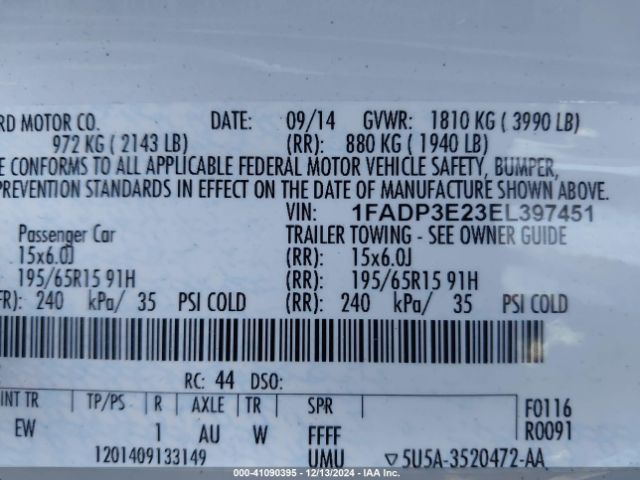 RD MOTOR CO. DATE: 09/14 GVWR: 1810 KG ( 3990 LB)
972 KG ( 2143 LB) (RR): 880 KG ( 1940 LB)
E CONFORMS TO ALL APPLICABLE FEDERAL MOTOR VEHICLE SAFETY, BUMPER,
PREVENTION STANDARDS IN EFFECT ON THE DATE OF MANUFACTURE SHOWN ABOVE.
VIN: 1FADP3E23EL397451
Passenger Car TRAILER TOWING - SEE OWNER GUIDE
15x6.0J (RR): 15x6.0J
195/65R15 91H (RR): 195/65R15 91H
FR): 240 kPa/ 35 PSI COLD (RR): 240 kPa/ 35 PSI COLD
RC: 44 DSO:
INT TR TP/PS R AXLE TR SPR F0116
EW 1 AU W FFFF R0091
1201409133149 UMU ▽5U5A-3520472-AA
000-41090395 - 12/13/2024 - IAA Inc.